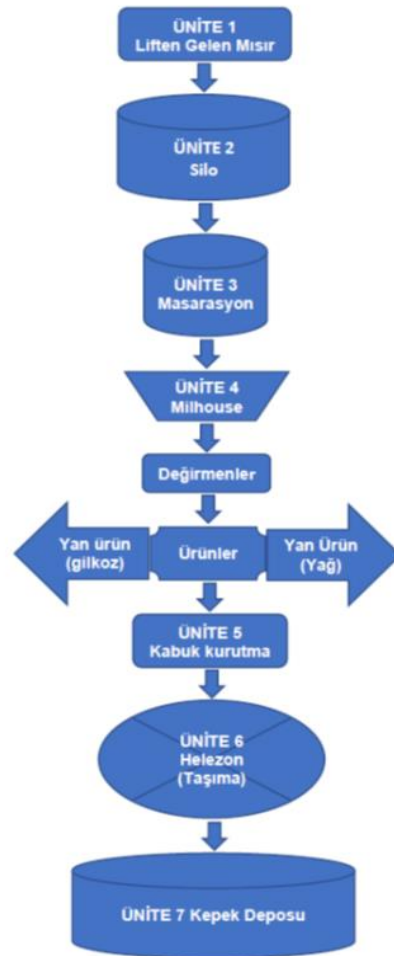 ÜNİTE 1
Liften Gelen Mısır
ÜNİTE 2
Silo
ÜNİTE 3
Masarasyon
ÜNİTE 4
Milhouse
Değirmenler
Yan ürün
(gilkoz)
Ürünler
Yan Ürün
(Yağ)
ÜNİTE 5
Kabuk kurutma
ÜNİTE 6
Helezon
(Taşıma)
ÜNİTE 7 Kepek Deposu